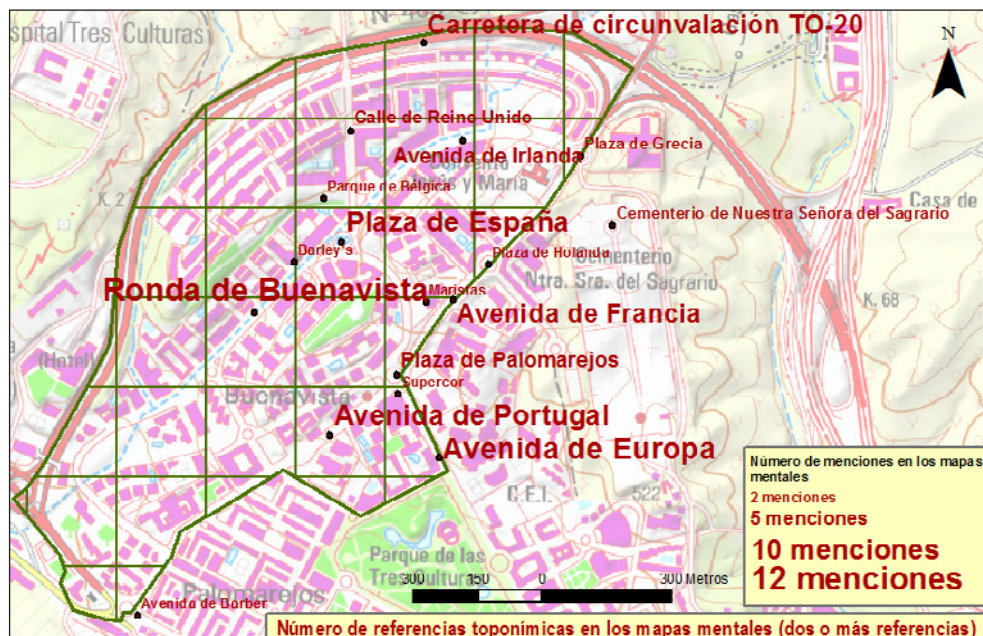 spital Tres Culturas
N-40
Carretera de circunvalación TO-20
N
Calle de Reino Unido
Avenida de Irlanda
Plaza de Grecia
Convento
Jesús y María
K. 2
Parque de Bélgica
Casa de
Plaza de España
Cementerio de Nuestra Señora del Sagrario
Darley's
Plaza de Holanda
Cementerio
Ntra. Sra. del Sagrario
Ronda de Buenavista
Maristas
Avenida de Francia
K. 68
(Hotel)
Plaza de Palomarejos
Supercor
Buenavista
Avenida de Portugal
Avenida de Europa
C.E.I.
522
Parque de las
Tres Culturas
Palomarejos
Avenida de Barber
300 150 0 300 Metros
Número de menciones en los mapas
mentales
2 menciones
5 menciones
10 menciones
12 menciones
Número de referencias toponímicas en los mapas mentales (dos o más referencias)